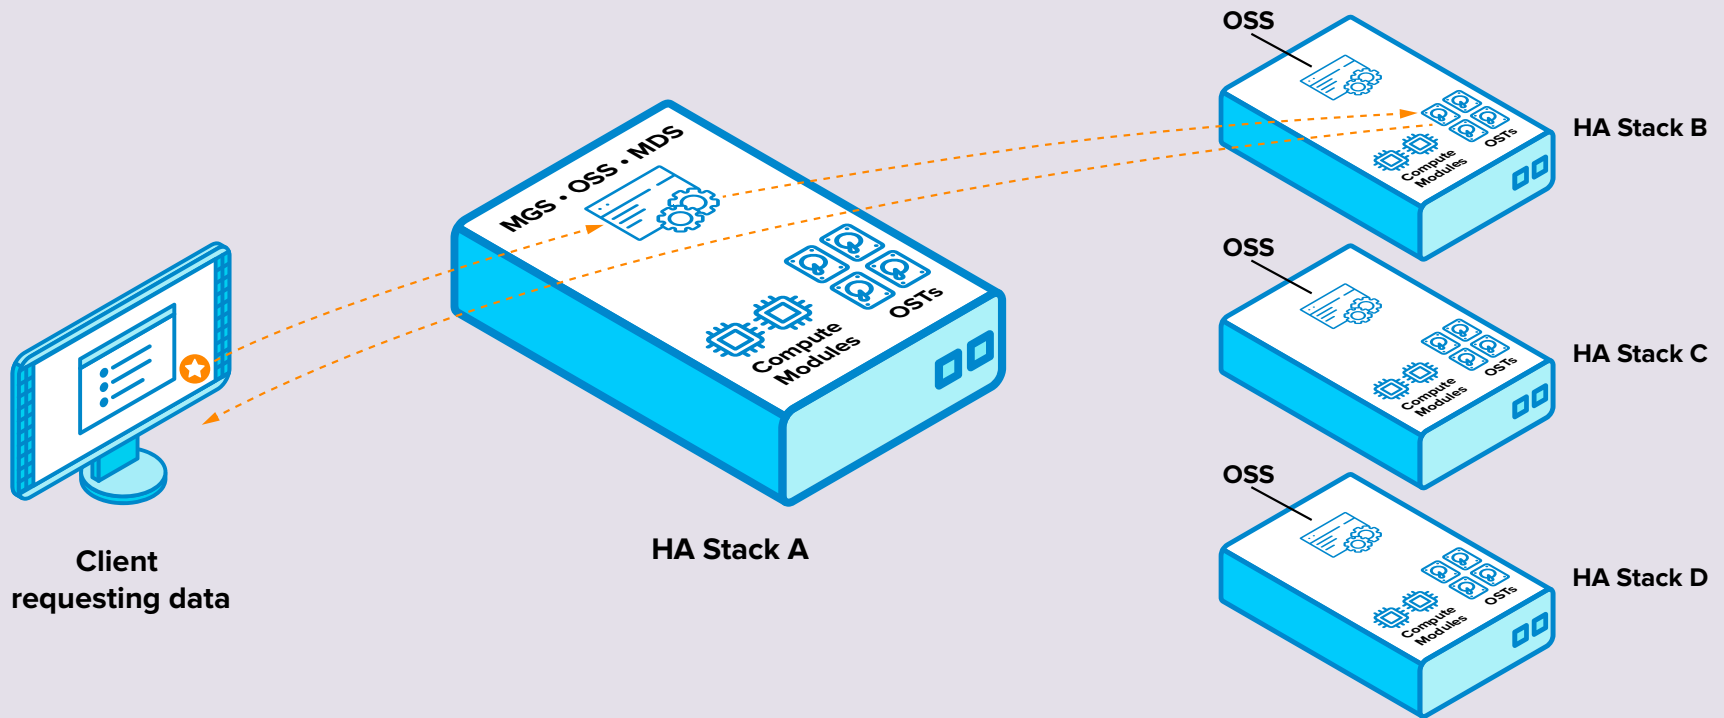 Client
requesting data
MGS • OSS • MDS
OSTs
Compute
Modules
HA Stack A
OSS
OSTs
Compute
Modules
HA Stack B
OSS
OSTs
Compute
Modules
HA Stack C
OSS
OSTs
Compute
Modules
HA Stack D